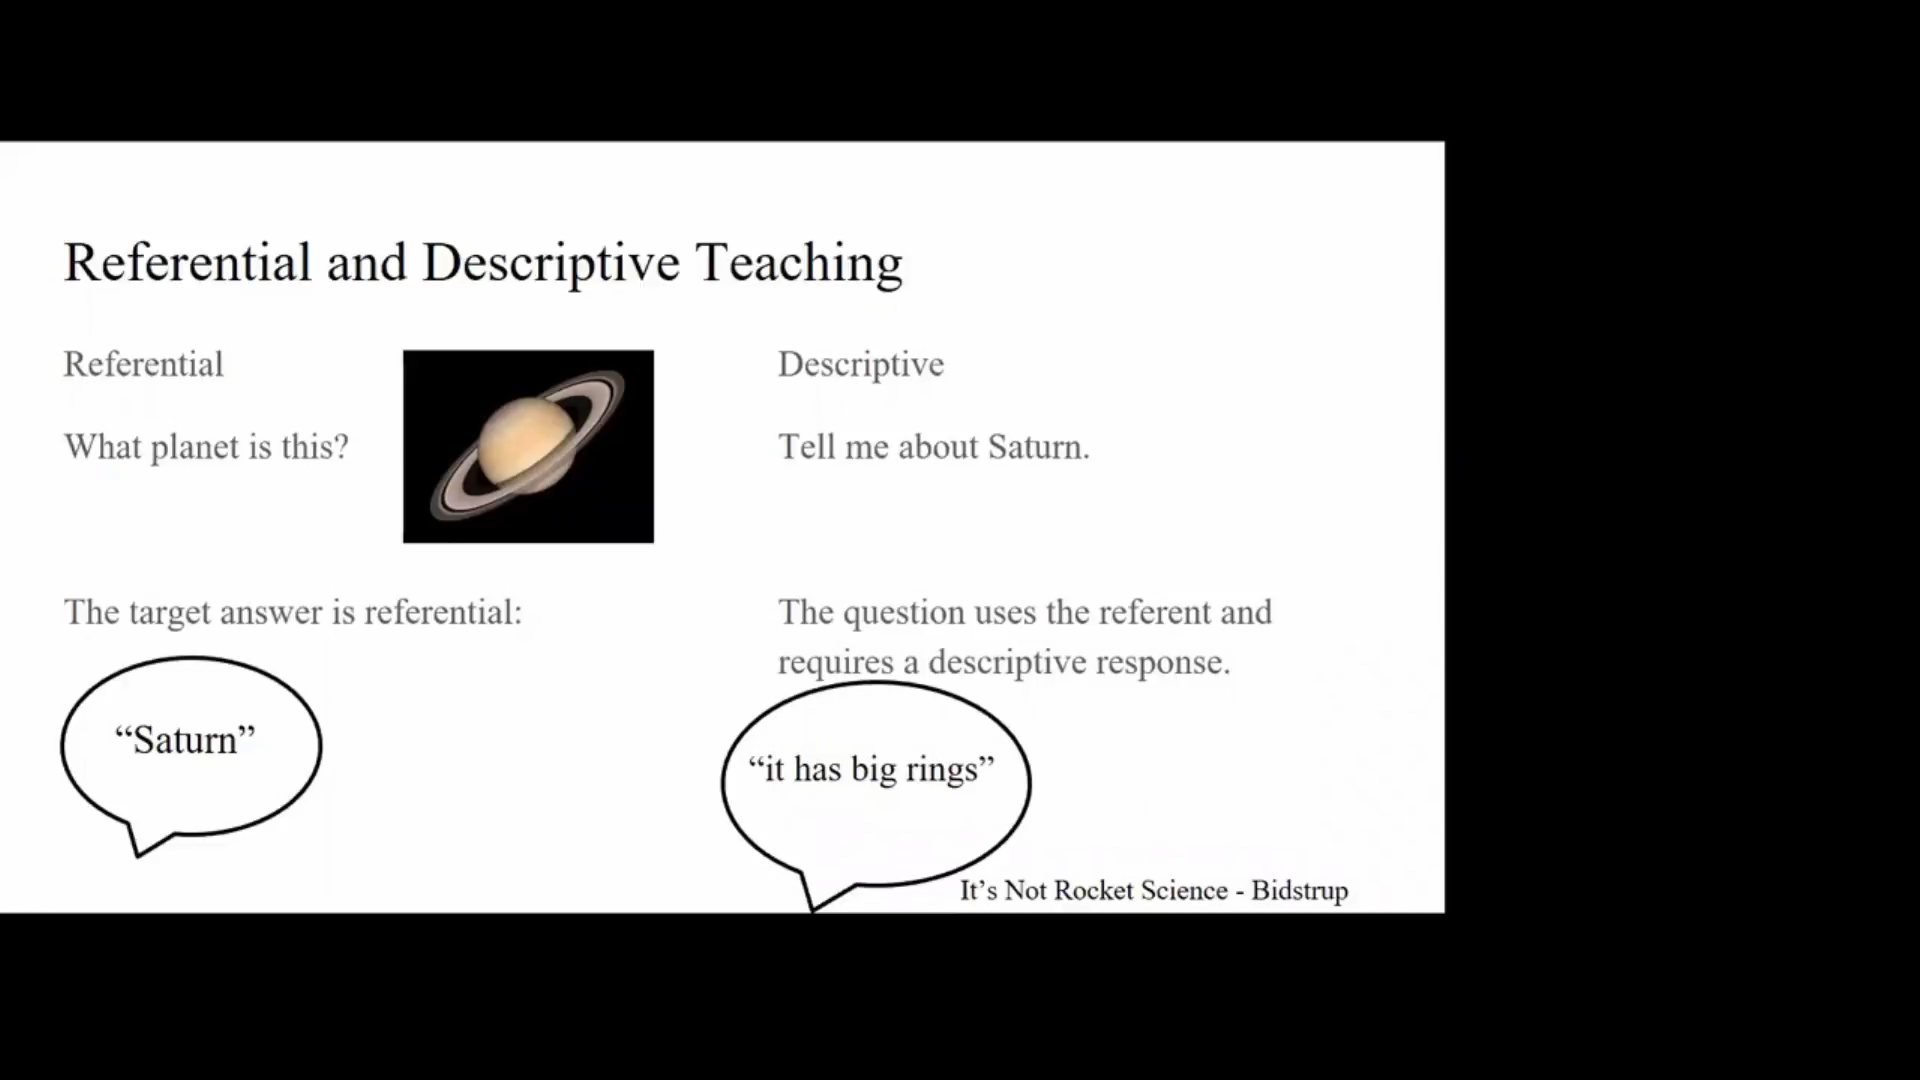 Referential and Descriptive Teaching
Referential
What planet is this?
The target answer is referential:
“Saturn”
Descriptive
Tell me about Saturn.
The question uses the referent and
requires a descriptive response.
“it has big rings”
It’s Not Rocket Science - Bidstrup